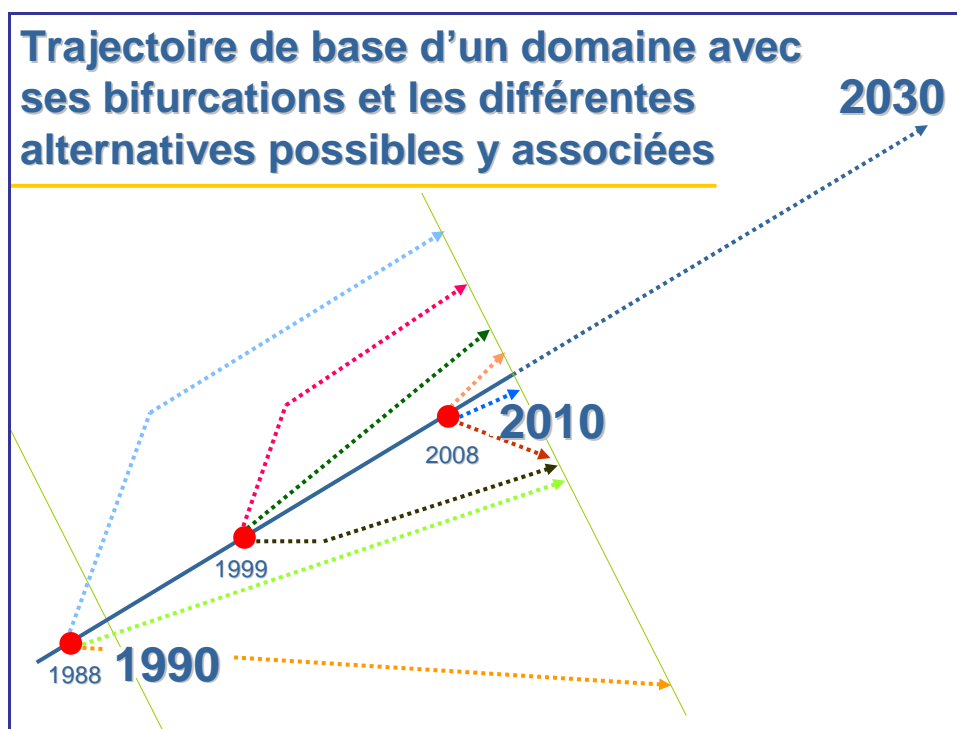 Trajectoire de base d’un domaine avec
ses bifurcations et les différentes
alternatives possibles y associées
2030
2010
2008
1999
1990
1988